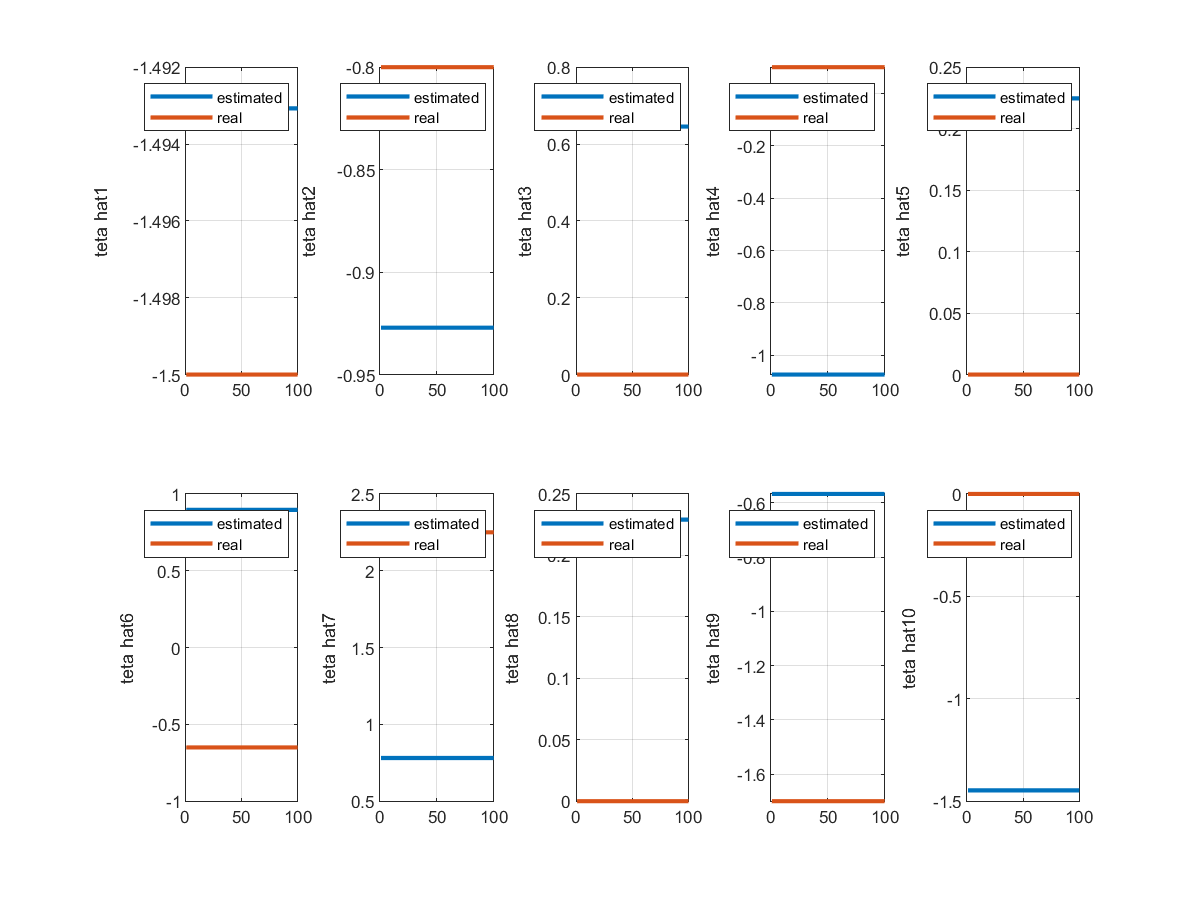 -1.492
-1.494
-1.496
-1.498
-1.5
0 50 100
teta hat1
estimated
real
-0.8
-0.85
-0.9
-0.95
0 50 100
teta hat2
estimated
real
0.8
0.6
0.4
0.2
0
0 50 100
teta hat3
estimated
real
-0.2
-0.4
-0.6
-0.8
-1
0 50 100
teta hat4
estimated
real
0.25
0.2
0.15
0.1
0.05
0
0 50 100
teta hat5
estimated
real
1
0.5
0
-0.5
-1
0 50 100
teta hat6
estimated
real
2.5
2
1.5
1
0.5
0 50 100
teta hat7
estimated
real
0.25
0.2
0.15
0.1
0.05
0
0 50 100
teta hat8
estimated
real
-0.6
-0.8
-1
-1.2
-1.4
-1.6
0 50 100
teta hat9
estimated
real
0
-0.5
-1
-1.5
0 50 100
teta hat10
estimated
real